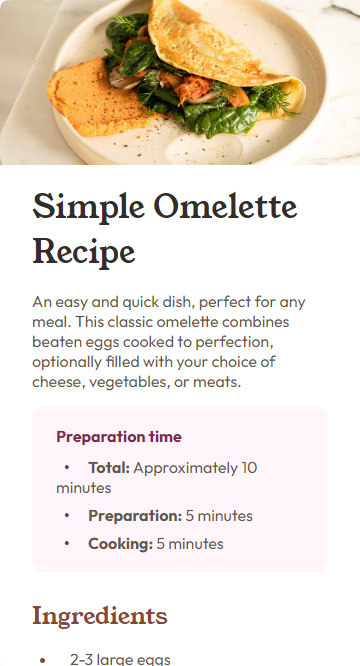 Simple Omelette
Recipe
An easy and quick dish, perfect for any
meal. This classic omelette combines
beaten eggs cooked to perfection,
optionally filled with your choice of
cheese, vegetables, or meats.
Preparation time
• Total: Approximately 10
minutes
• Preparation: 5 minutes
• Cooking: 5 minutes
Ingredients
• 2-3 large eggs